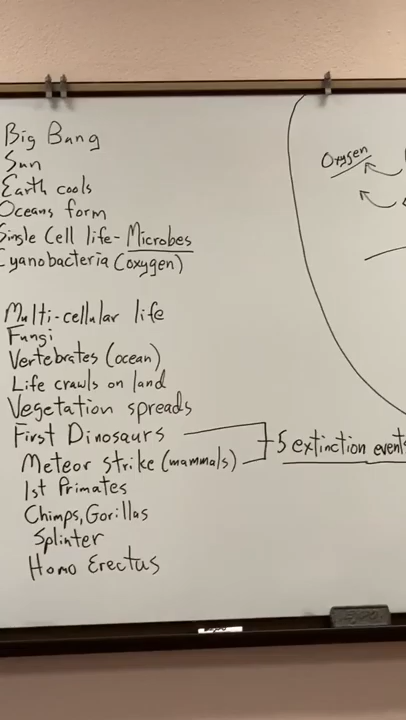 Big Bang
Sun
Earth cools
Oceans form
Single Cell life - Microbes
Cyanobacteria (oxygen)
Multi-cellular life
Fungi
Vertebrates (ocean)
Life crawls on land
Vegetation spreads
First Dinosaurs
Meteor strike (mammals)
5 extinction events
1st Primates
Chimps, Gorillas
Splinter
Homo Erectus
Oxygen
EXPO